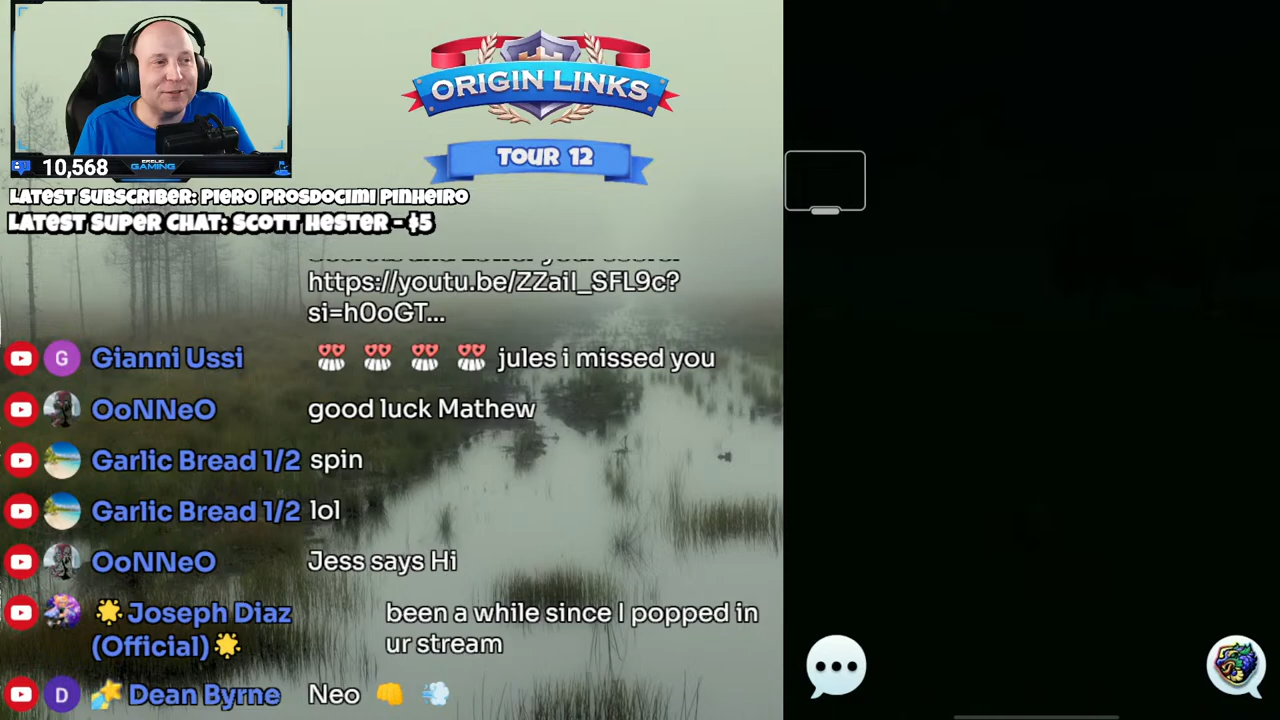 ORIGIN LINKS
TOUR 12
10,568
ERELIC
GAMING
LATEST SUBSCRIBER: PIERO PROSDOCIMI PINHEIRO
LATEST SUPER CHAT: SCOTT HESTER - $5
https://youtu.be/ZZail_SFL9c?
si=h0oGT...
G Gianni Ussi jules i missed you
OoNNeO good luck Mathew
Garlic Bread 1/2 spin
Garlic Bread 1/2 lol
OoNNeO Jess says Hi
🌟Joseph Diaz been a while since I popped in
(Official)🌟 ur stream
D Dean Byrne Neo 👊 💨